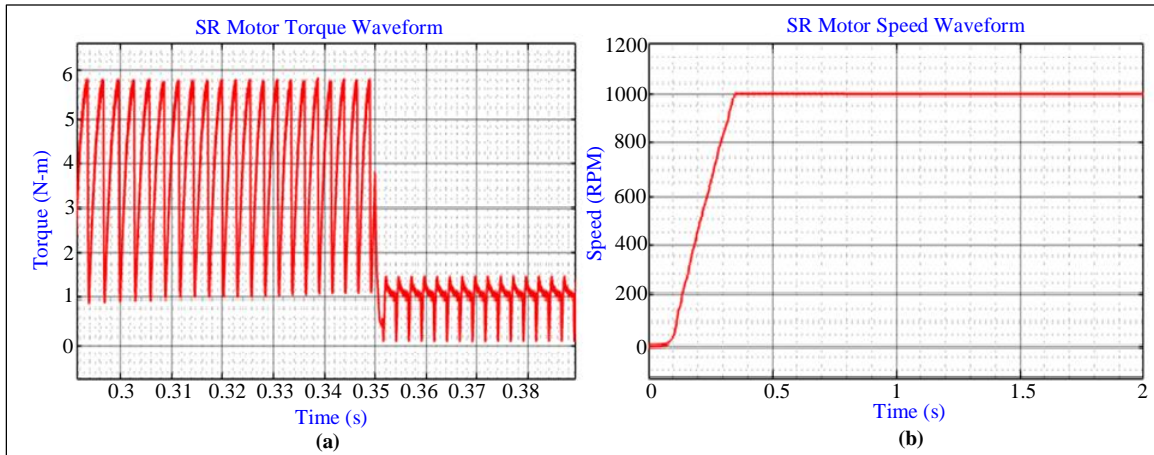 SR Motor Torque Waveform
6
5
4
3
2
1
0
Torque (N-m)
0.3 0.31 0.32 0.33 0.34 0.35 0.36 0.37 0.38
Time (s)
(a)
SR Motor Speed Waveform
1200
1000
800
600
400
200
0
Speed (RPM)
0 0.5 1 1.5 2
Time (s)
(b)